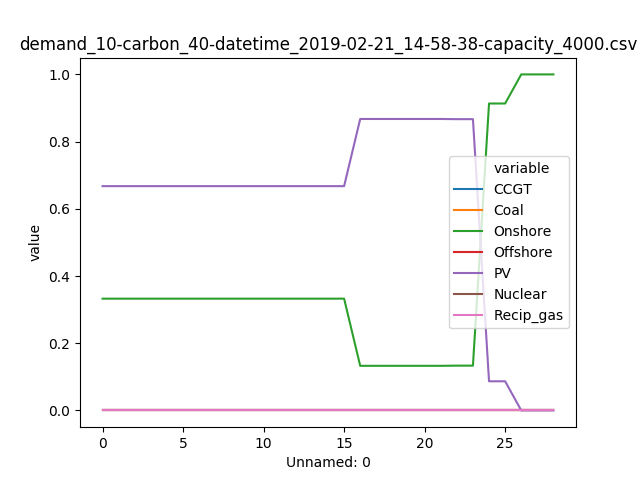 demand_10-carbon_40-datetime_2019-02-21_14-58-38-capacity_4000.csv
1.0
0.8
0.6
0.4
0.2
0.0
value
variable
CCGT
Coal
Onshore
Offshore
PV
Nuclear
Recip_gas
0 5 10 15 20 25
Unnamed: 0